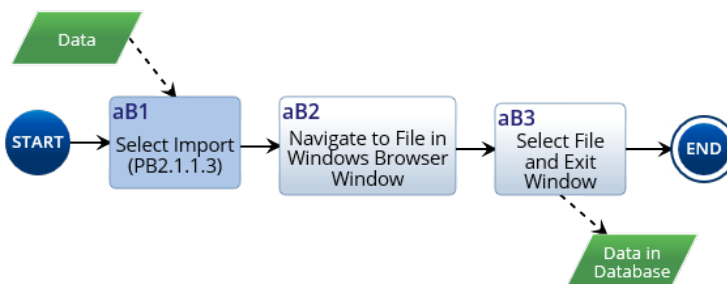 Data
START
aB1
Select Import
(PB2.1.1.3)
aB2
Navigate to File in
Windows Browser
Window
aB3
Select File
and Exit
Window
END
Data in
Database